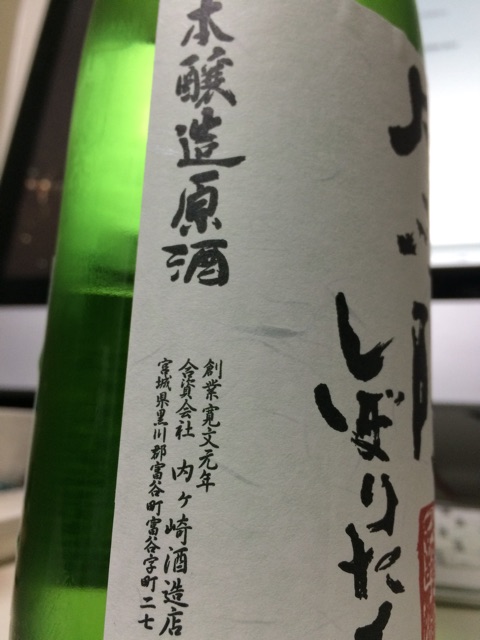 しぼりた
本醸造原酒
創業寛文元年
合資会社 内ヶ崎酒造店
宮城県黒川郡富谷町富谷字町二七